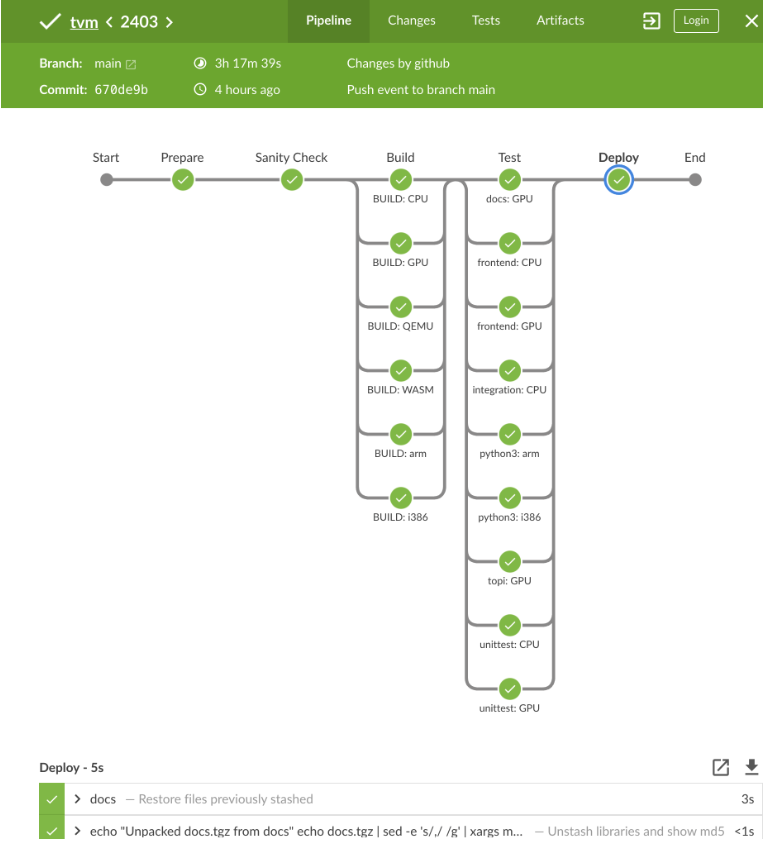 tvm < 2403 >
Pipeline Changes Tests Artifacts Login
Branch: main 3h 17m 39s Changes by github
Commit: 670de9b 4 hours ago Push event to branch main
Start Prepare Sanity Check Build Test Deploy End
BUILD: CPU docs: GPU
BUILD: GPU frontend: CPU
BUILD: QEMU frontend: GPU
BUILD: WASM integration: CPU
BUILD: arm python3: arm
BUILD: i386 python3: i386
topi: GPU
unittest: CPU
unittest: GPU
Deploy - 5s
docs — Restore files previously stashed 3s
echo "Unpacked docs.tgz from docs" echo docs.tgz | sed -e 's/,/ /g' | xargs m... — Unstash libraries and show md5 <1s